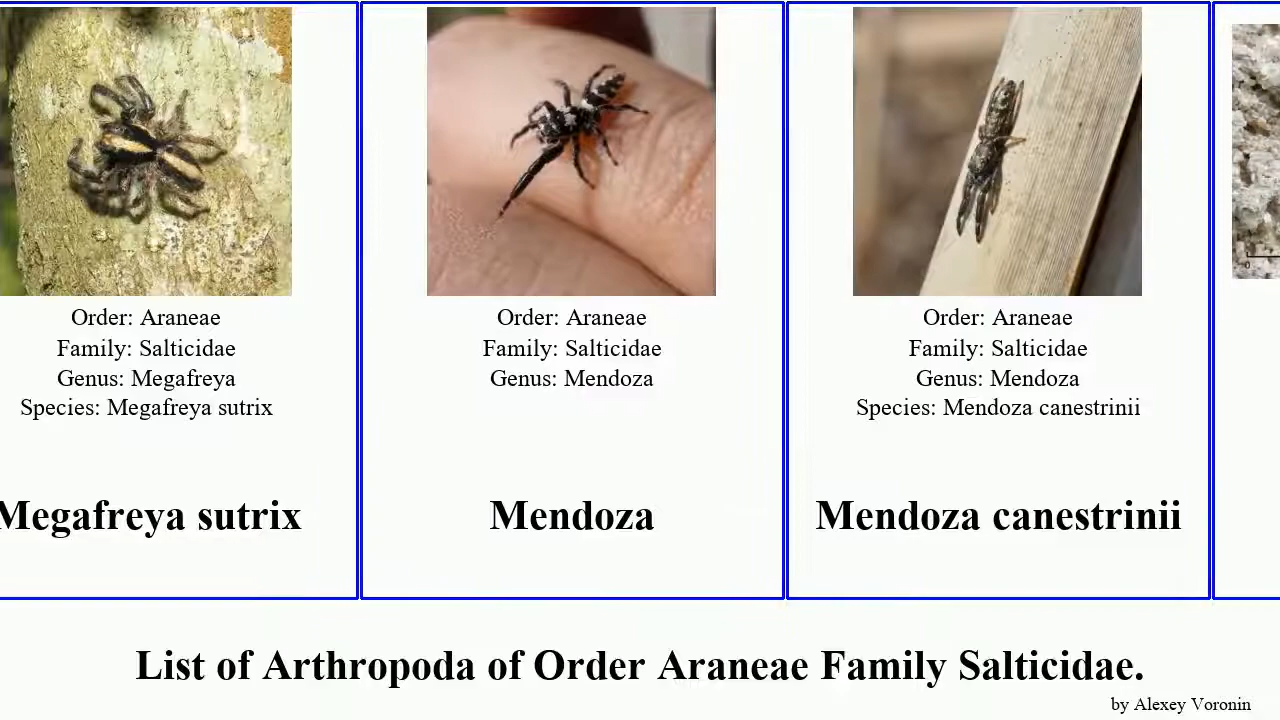 Order: Araneae
Family: Salticidae
Genus: Megafreya
Species: Megafreya sutrix
Megafreya sutrix
Order: Araneae
Family: Salticidae
Genus: Mendoza
Mendoza
Order: Araneae
Family: Salticidae
Genus: Mendoza
Species: Mendoza canestrinii
Mendoza canestrinii
0
List of Arthropoda of Order Araneae Family Salticidae.
by Alexey Voronin